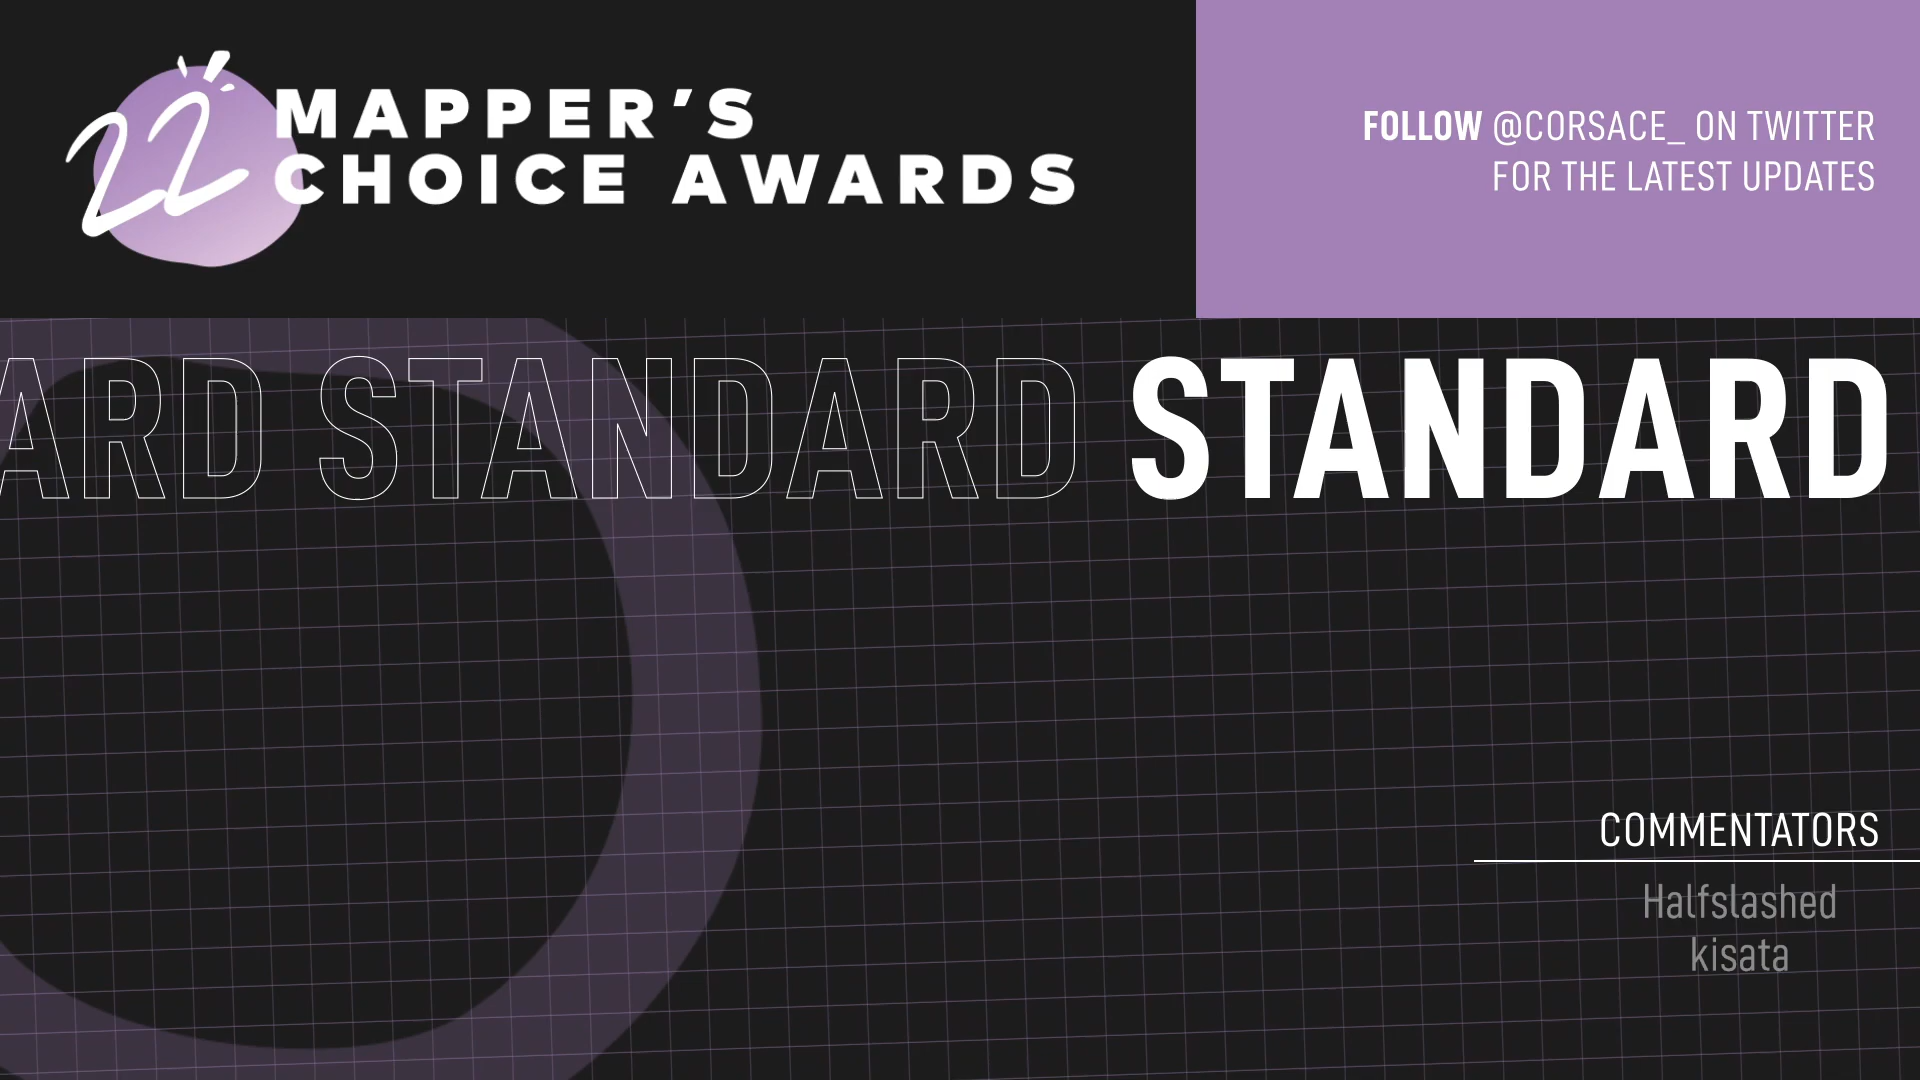 22 MAPPER’S
CHOICE AWARDS
FOLLOW @CORSACE_ ON TWITTER
FOR THE LATEST UPDATES
ARD STANDARD STANDARD
COMMENTATORS
Halfslashed
kisata